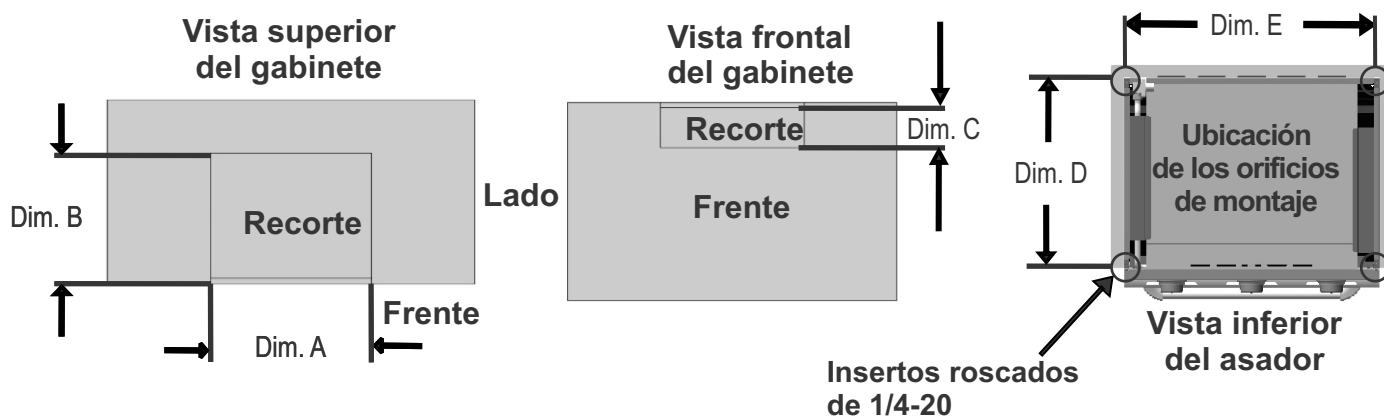 Vista superior
del gabinete
Dim. B
Recorte
Dim. A
Frente
Lado
Vista frontal
del gabinete
Recorte
Dim. C
Frente
Dim. E
Dim. D
Ubicación
de los orificios
de montaje
Vista inferior
del asador
Insertos roscados
de 1/4-20